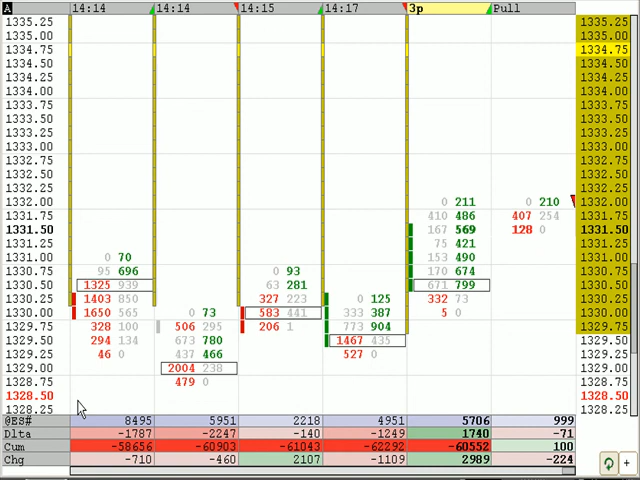 A 14:14 14:14 14:15 14:17 3p Pull
1335.25 1335.25
1335.00 1335.00
1334.75 1334.75
1334.50 1334.50
1334.25 1334.25
1334.00 1334.00
1333.75 1333.75
1333.50 1333.50
1333.25 1333.25
1333.00 1333.00
1332.75 1332.75
1332.50 1332.50
1332.25 1332.25
1332.00 0 211 0 210 1332.00
1331.75 410 486 407 254 1331.75
1331.50 167 569 128 0 1331.50
1331.25 75 421 1331.25
1331.00 0 70 153 490 1331.00
1330.75 95 696 0 93 170 674 1330.75
1330.50 1325 939 63 281 671 799 1330.50
1330.25 1403 850 327 223 0 125 332 73 1330.25
1330.00 1650 565 0 73 583 441 333 387 5 0 1330.00
1329.75 328 100 506 295 206 1 773 904 1329.75
1329.50 294 134 673 780 1467 435 1329.50
1329.25 46 0 437 466 527 0 1329.25
1329.00 2004 238 1329.00
1328.75 479 0 1328.75
1328.50 1328.50
1328.25 1328.25
@ES# 8495 5951 2218 4951 5706 999
Dlta -1787 -2247 -140 -1249 1740 -71
Cum -58656 -60903 -61043 -62292 -60552 100
Chg -710 -460 2107 -1109 2989 -224